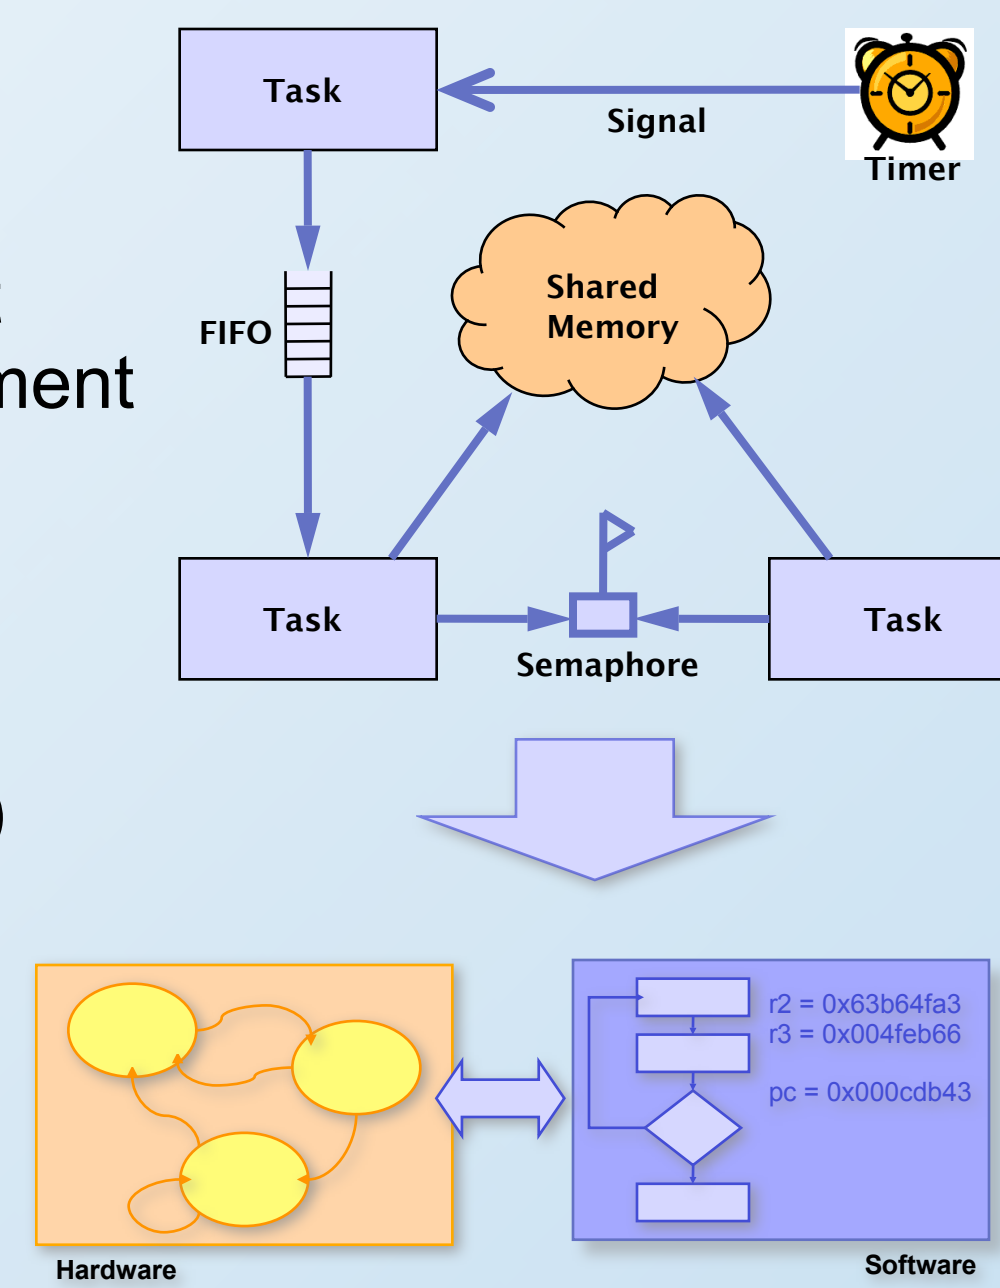 Task
Signal
Timer
Shared
Memory
FIFO
ment
Task
Task
Semaphore
)
r2 = 0x63b64fa3
r3 = 0x004feb66
pc = 0x000cdb43
Hardware
Software